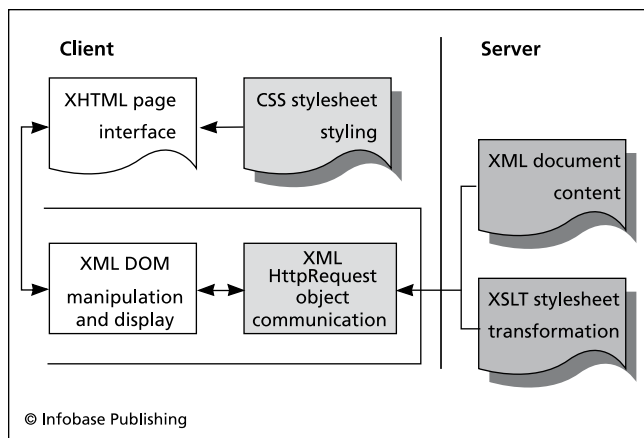 Client
Server
XHTML page
interface
CSS stylesheet
styling
XML document
content
XML DOM
manipulation
and display
XML
HttpRequest
object
communication
XSLT stylesheet
transformation
© Infobase Publishing